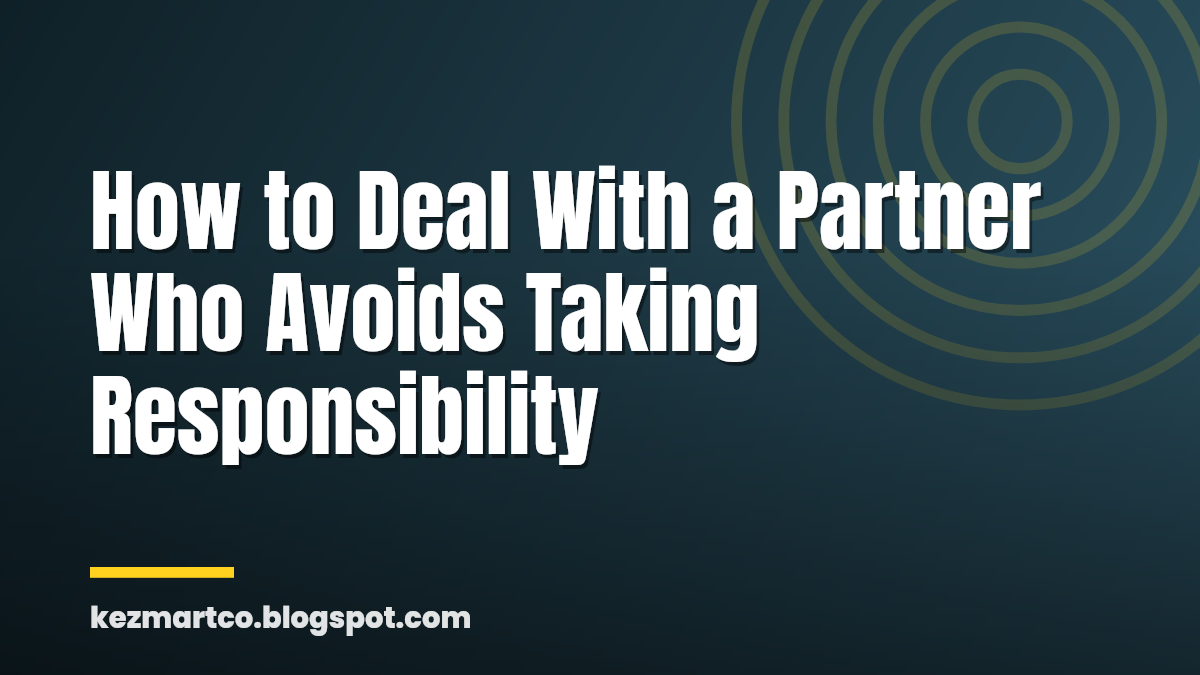 How to Deal With a Partner
Who Avoids Taking
Responsibility
kezmartco.blogspot.com